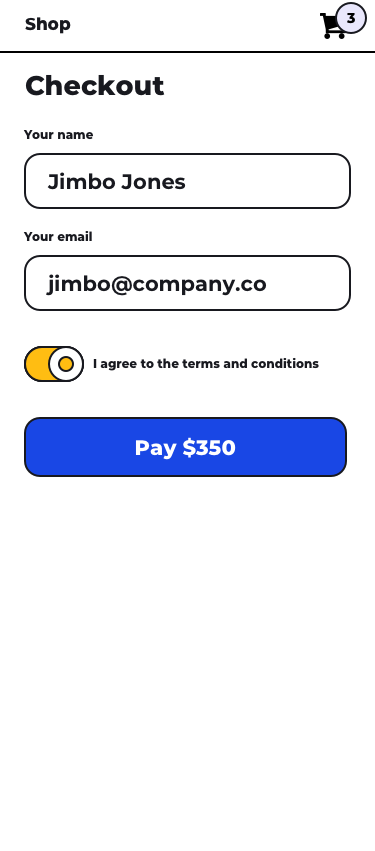 Shop
3
Checkout
Your name
Jimbo Jones
Your email
jimbo@company.co
I agree to the terms and conditions
Pay $350